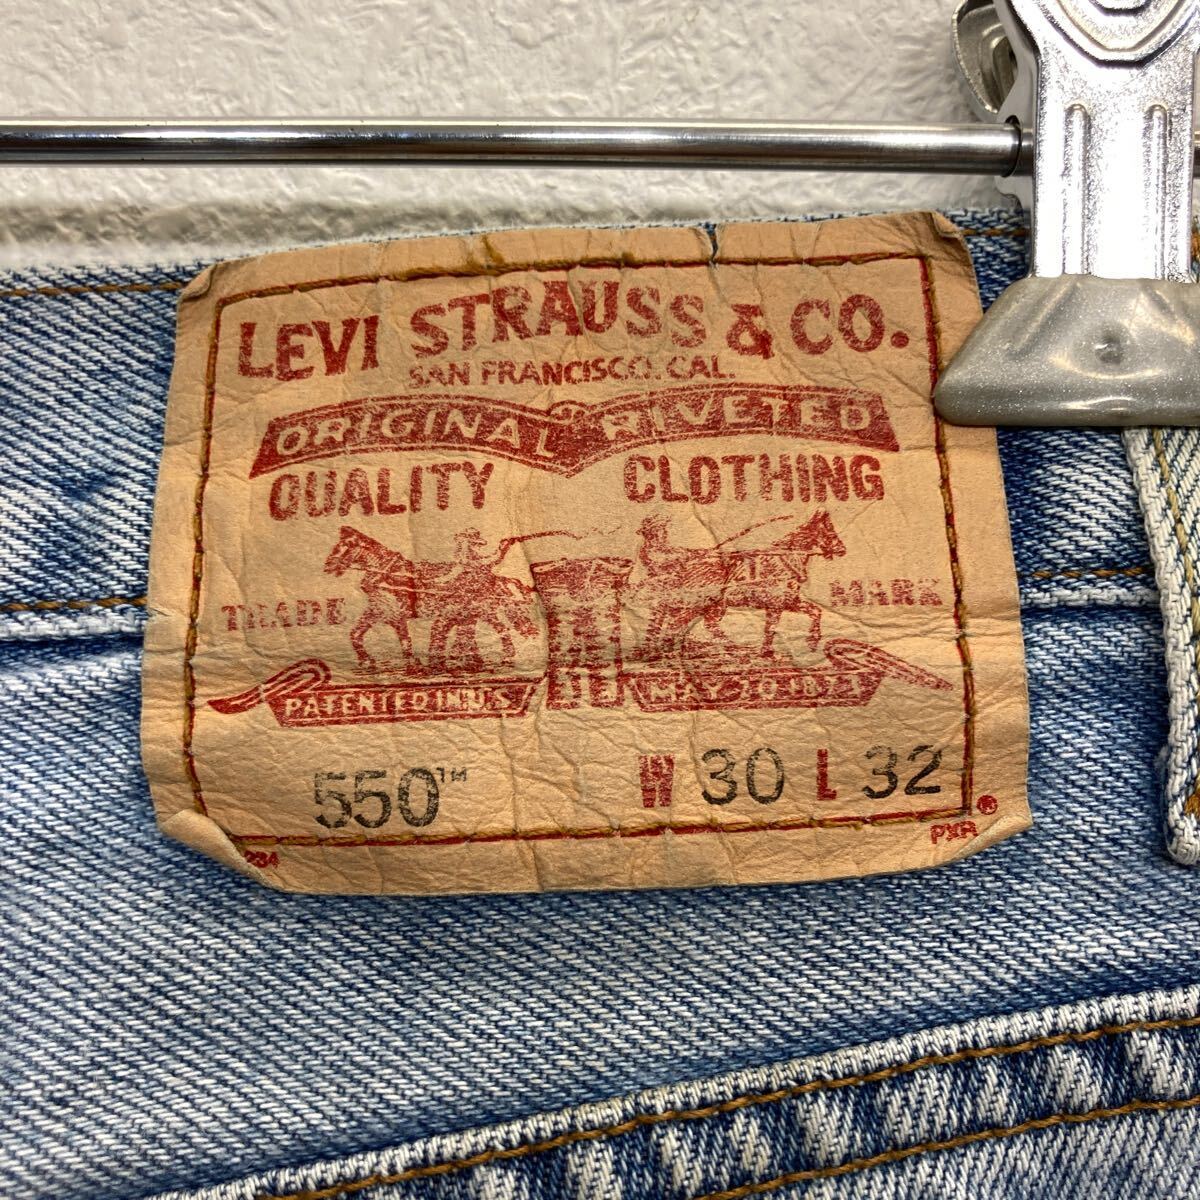 LEVI STRAUSS & CO.
SAN FRANCISCO. CAL.
ORIGINAL RIVETED
QUALITY CLOTHING
TRADE MARK
PATENTED IN U.S. MAY 20 1873
550™ W 30 L 32
234 PXR ®